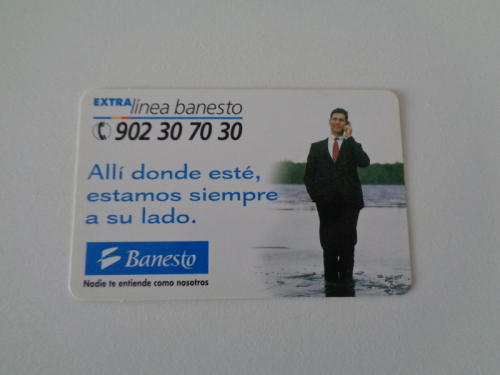 EXTRA línea banesto
902 30 70 30
Allí donde esté,
estamos siempre
a su lado.
Banesto
Nadie te entiende como nosotros